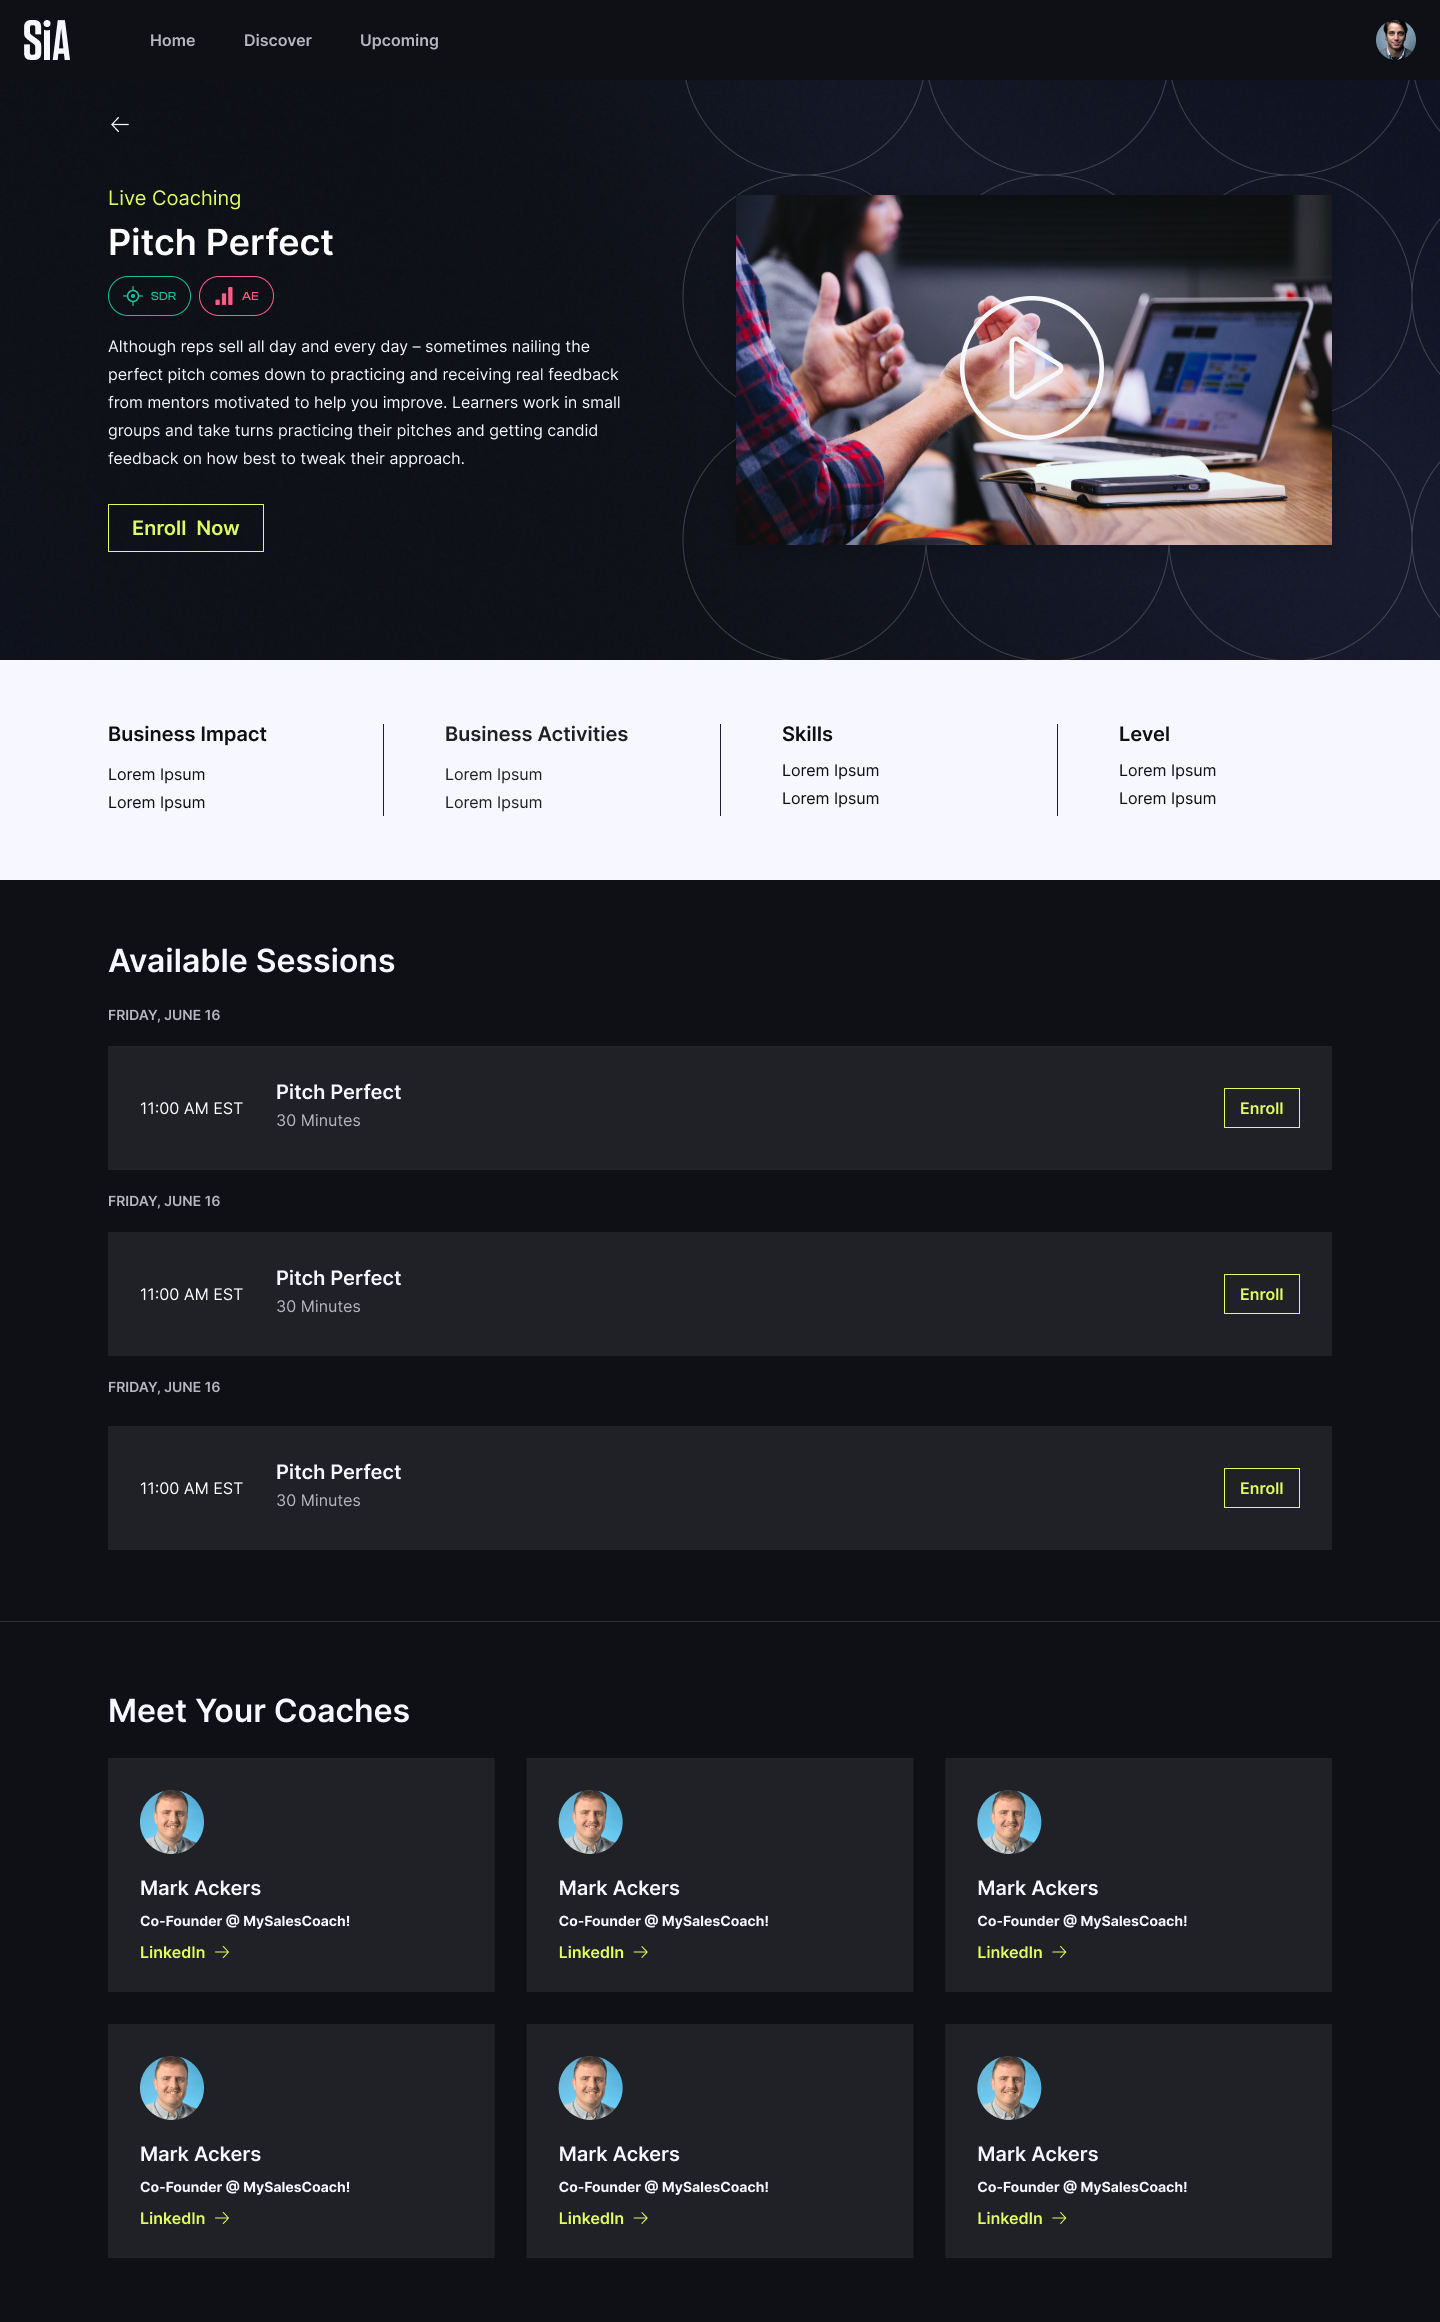 SiA
Home
Discover
Upcoming
Live Coaching
Pitch Perfect
SDR
AE
Although reps sell all day and every day – sometimes nailing the
perfect pitch comes down to practicing and receiving real feedback
from mentors motivated to help you improve. Learners work in small
groups and take turns practicing their pitches and getting candid
feedback on how best to tweak their approach.
Enroll Now
Business Impact
Lorem Ipsum
Lorem Ipsum
Business Activities
Lorem Ipsum
Lorem Ipsum
Skills
Lorem Ipsum
Lorem Ipsum
Level
Lorem Ipsum
Lorem Ipsum
Available Sessions
FRIDAY, JUNE 16
11:00 AM EST
Pitch Perfect
30 Minutes
Enroll
FRIDAY, JUNE 16
11:00 AM EST
Pitch Perfect
30 Minutes
Enroll
FRIDAY, JUNE 16
11:00 AM EST
Pitch Perfect
30 Minutes
Enroll
Meet Your Coaches
Mark Ackers
Co-Founder @ MySalesCoach!
LinkedIn
Mark Ackers
Co-Founder @ MySalesCoach!
LinkedIn
Mark Ackers
Co-Founder @ MySalesCoach!
LinkedIn
Mark Ackers
Co-Founder @ MySalesCoach!
LinkedIn
Mark Ackers
Co-Founder @ MySalesCoach!
LinkedIn
Mark Ackers
Co-Founder @ MySalesCoach!
LinkedIn